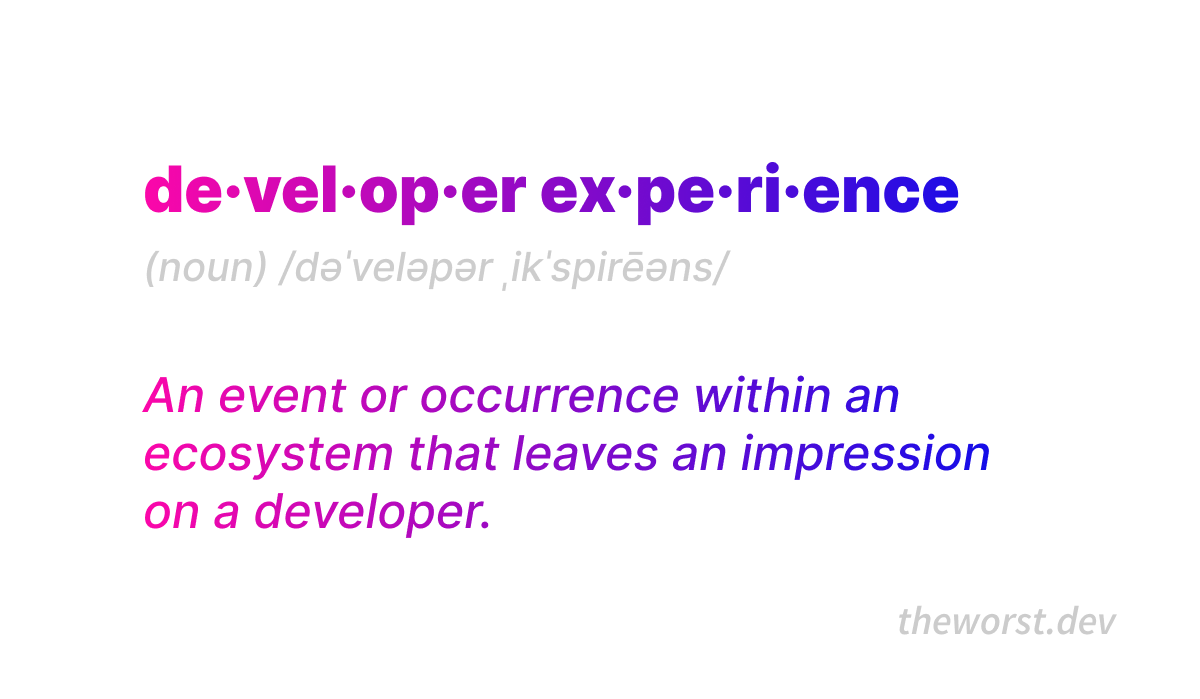 de·vel·op·er ex·pe·ri·ence
(noun) /dəˈveləpər ˌikˈspirēəns/
An event or occurrence within an
ecosystem that leaves an impression
on a developer.
theworst.dev